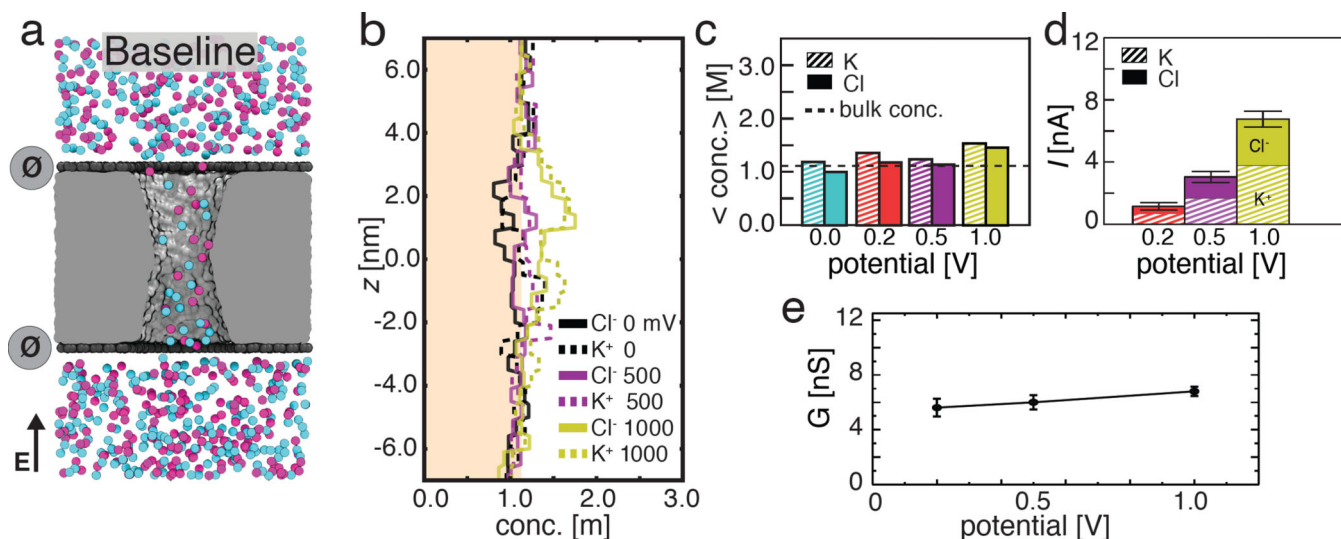 a
Baseline
Ø
Ø
E
b
z [nm]
6.0
4.0
2.0
0.0
-2.0
-4.0
-6.0
Cl⁻ 0 mV
K⁺ 0
Cl⁻ 500
K⁺ 500
Cl⁻ 1000
K⁺ 1000
0.0 1.0 2.0 3.0
conc. [m]
c
< conc. > [M]
3.0
2.0
1.0
0.0
K
Cl
bulk conc.
0.0 0.2 0.5 1.0
potential [V]
d
I [nA]
12
8
4
0
K
Cl
Cl⁻
K⁺
0.2 0.5 1.0
potential [V]
e
G [nS]
12
8
4
0
0 0.5 1.0
potential [V]